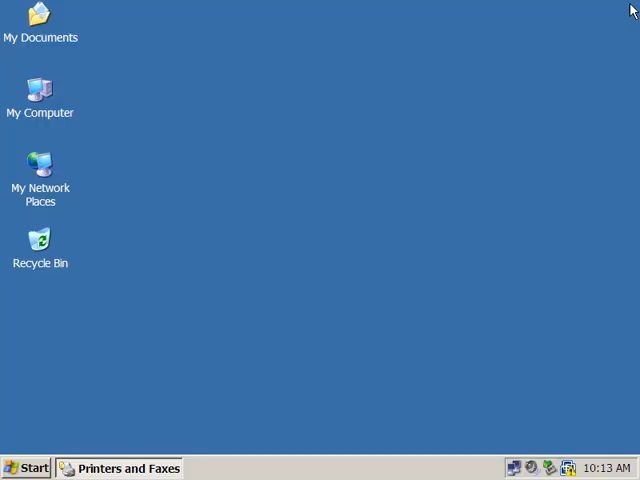 My Documents
My Computer
My Network
Places
Recycle Bin
Start
Printers and Faxes
10:13 AM